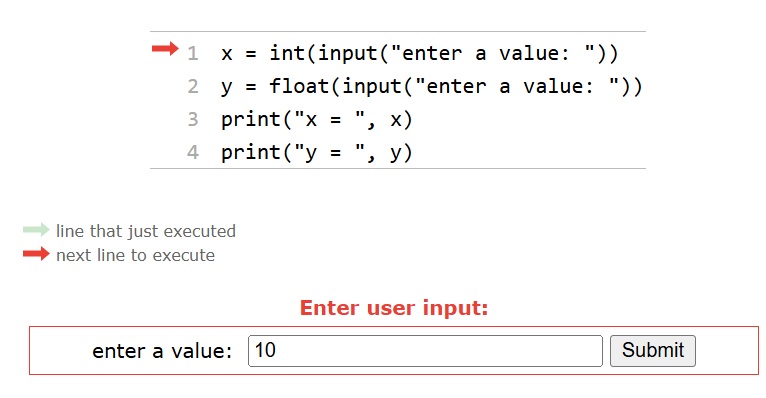 1 x = int(input("enter a value: "))
2 y = float(input("enter a value: "))
3 print("x = ", x)
4 print("y = ", y)
line that just executed
next line to execute
Enter user input:
enter a value: 10 Submit